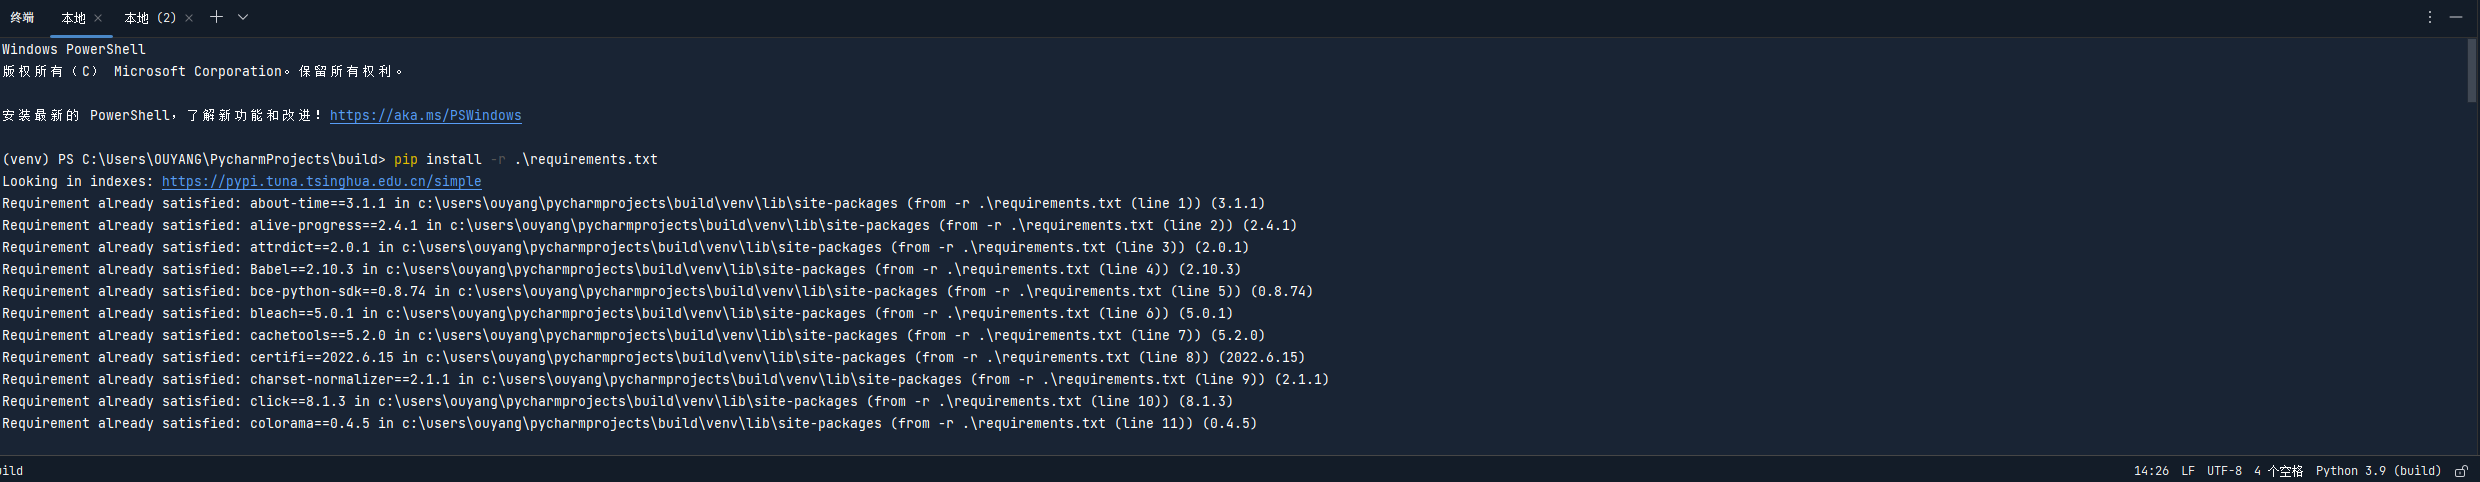 终端 本地 × 本地 (2) ×
Windows PowerShell
版权所有（C） Microsoft Corporation。保留所有权利。
安装最新的 PowerShell，了解新功能和改进！https://aka.ms/PSWindows
(venv) PS C:\Users\OUYANG\PycharmProjects\build> pip install -r .\requirements.txt
Looking in indexes: https://pypi.tuna.tsinghua.edu.cn/simple
Requirement already satisfied: about-time==3.1.1 in c:\users\ouyang\pycharmprojects\build\venv\lib\site-packages (from -r .\requirements.txt (line 1)) (3.1.1)
Requirement already satisfied: alive-progress==2.4.1 in c:\users\ouyang\pycharmprojects\build\venv\lib\site-packages (from -r .\requirements.txt (line 2)) (2.4.1)
Requirement already satisfied: attrdict==2.0.1 in c:\users\ouyang\pycharmprojects\build\venv\lib\site-packages (from -r .\requirements.txt (line 3)) (2.0.1)
Requirement already satisfied: Babel==2.10.3 in c:\users\ouyang\pycharmprojects\build\venv\lib\site-packages (from -r .\requirements.txt (line 4)) (2.10.3)
Requirement already satisfied: bce-python-sdk==0.8.74 in c:\users\ouyang\pycharmprojects\build\venv\lib\site-packages (from -r .\requirements.txt (line 5)) (0.8.74)
Requirement already satisfied: bleach==5.0.1 in c:\users\ouyang\pycharmprojects\build\venv\lib\site-packages (from -r .\requirements.txt (line 6)) (5.0.1)
Requirement already satisfied: cachetools==5.2.0 in c:\users\ouyang\pycharmprojects\build\venv\lib\site-packages (from -r .\requirements.txt (line 7)) (5.2.0)
Requirement already satisfied: certifi==2022.6.15 in c:\users\ouyang\pycharmprojects\build\venv\lib\site-packages (from -r .\requirements.txt (line 8)) (2022.6.15)
Requirement already satisfied: charset-normalizer==2.1.1 in c:\users\ouyang\pycharmprojects\build\venv\lib\site-packages (from -r .\requirements.txt (line 9)) (2.1.1)
Requirement already satisfied: click==8.1.3 in c:\users\ouyang\pycharmprojects\build\venv\lib\site-packages (from -r .\requirements.txt (line 10)) (8.1.3)
Requirement already satisfied: colorama==0.4.5 in c:\users\ouyang\pycharmprojects\build\venv\lib\site-packages (from -r .\requirements.txt (line 11)) (0.4.5)
uild 14:26 LF UTF-8 4 个空格 Python 3.9 (build)